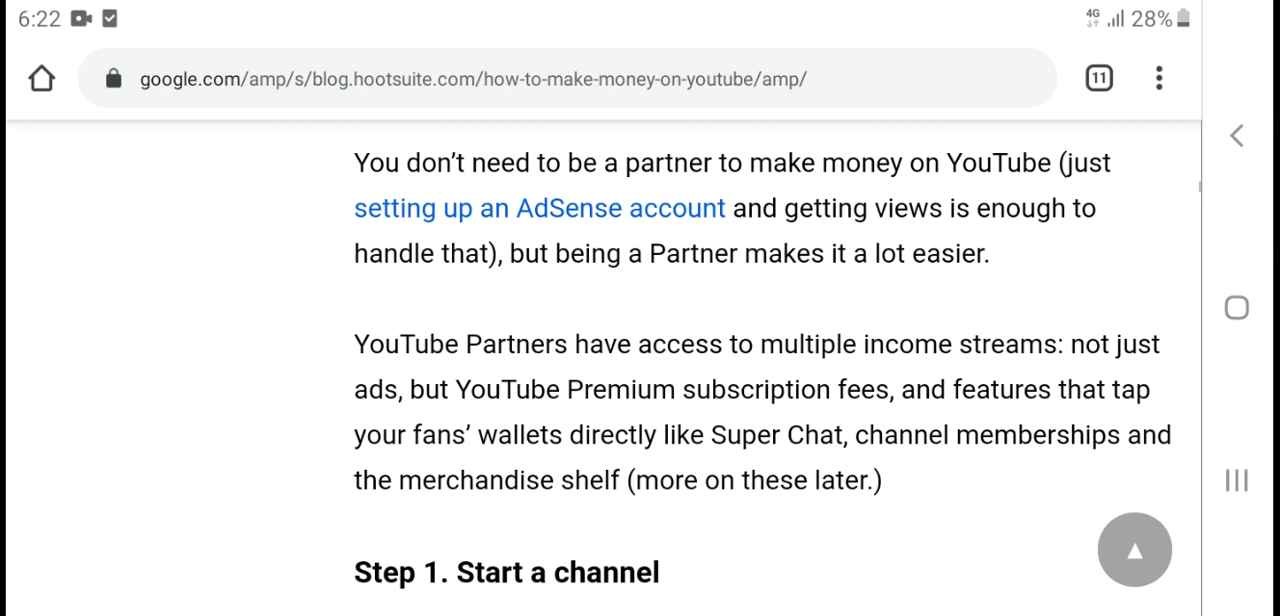 6:22
4G 28%
google.com/amp/s/blog.hootsuite.com/how-to-make-money-on-youtube/amp/
11
You don’t need to be a partner to make money on YouTube (just
setting up an AdSense account and getting views is enough to
handle that), but being a Partner makes it a lot easier.
YouTube Partners have access to multiple income streams: not just
ads, but YouTube Premium subscription fees, and features that tap
your fans’ wallets directly like Super Chat, channel memberships and
the merchandise shelf (more on these later.)
Step 1. Start a channel